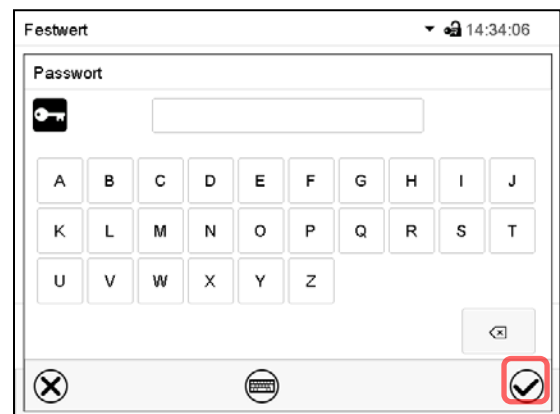 Festwert 14:34:06
Passwort
A B C D E F G H I J
K L M N O P Q R S T
U V W X Y Z